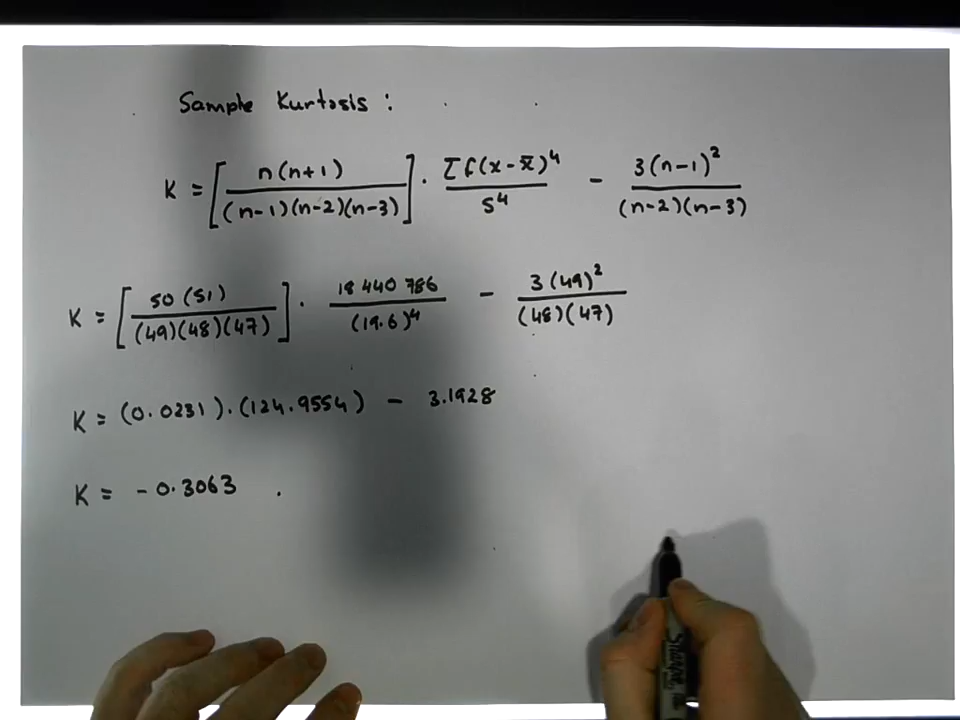 Sample Kurtosis :
K = [n(n+1) / (n-1)(n-2)(n-3)] · Σf(x-x̄)⁴ / s⁴ - 3(n-1)² / (n-2)(n-3)
K = [50(51) / (49)(48)(47)] · 18 440 786 / (19.6)⁴ - 3(49)² / (48)(47)
K = (0.0231).(124.9554) - 3.1928
K = -0.3063 .
Sharpie